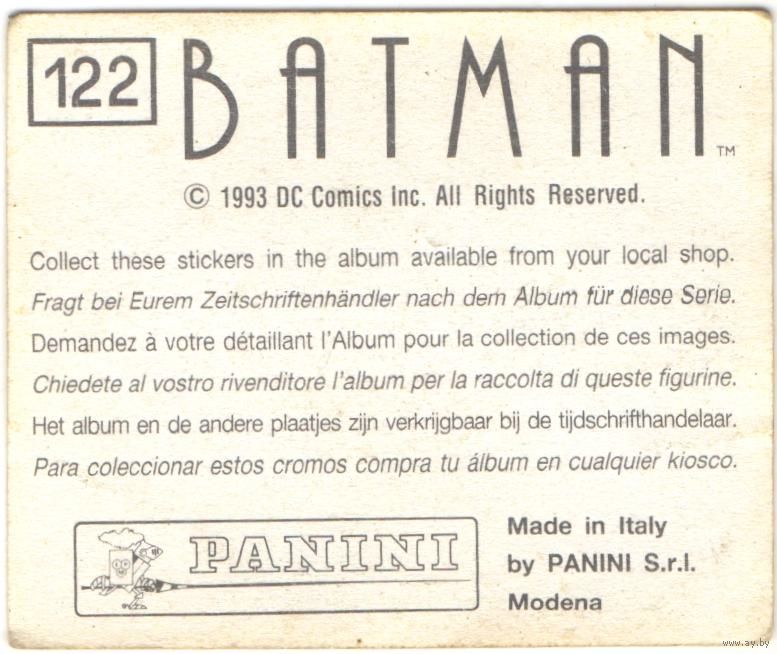 122
BATMAN™
© 1993 DC Comics Inc. All Rights Reserved.
Collect these stickers in the album available from your local shop.
Fragt bei Eurem Zeitschriftenhändler nach dem Album für diese Serie.
Demandez à votre détaillant l'Album pour la collection de ces images.
Chiedete al vostro rivenditore l'album per la raccolta di queste figurine.
Het album en de andere plaatjes zijn verkrijgbaar bij de tijdschrifthandelaar.
Para coleccionar estos cromos compra tu álbum en cualquier kiosco.
PANINI
Made in Italy
by PANINI S.r.l.
Modena
www.ay.by